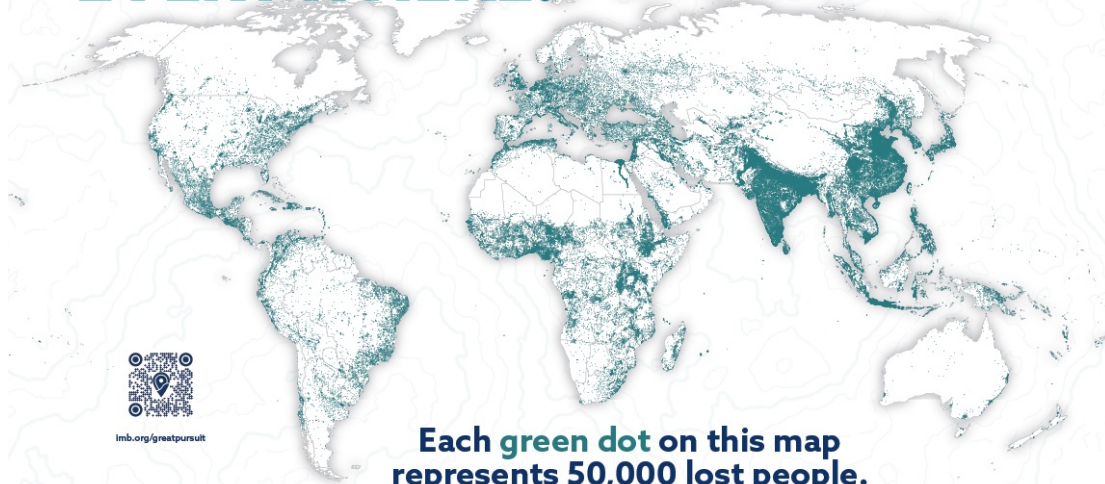 imb.org/greatpursuit
Each green dot on this map
represents 50,000 lost people.